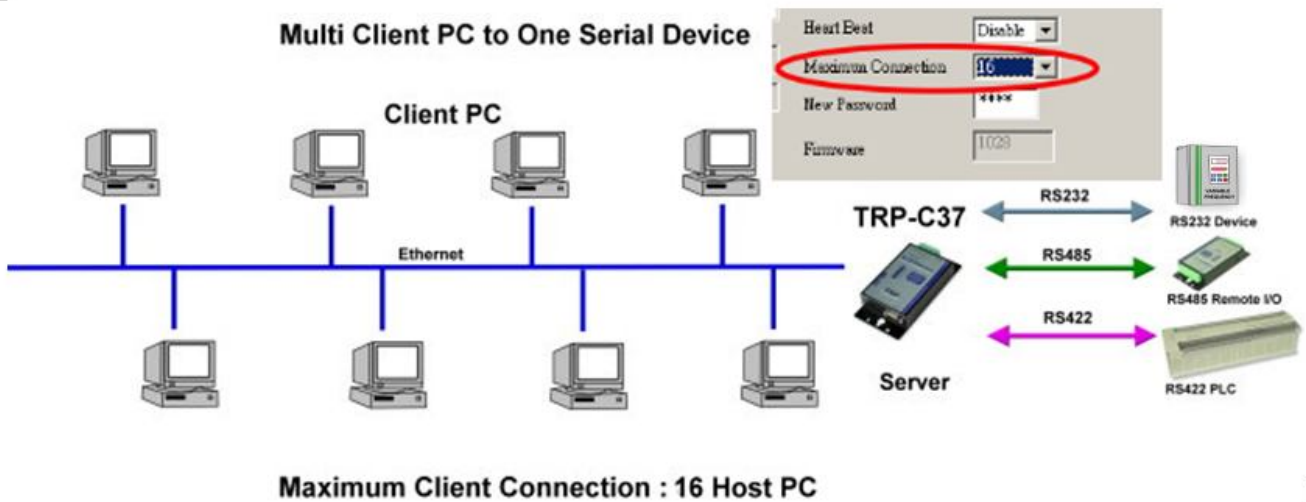 Multi Client PC to One Serial Device
Heart Beat Disable
Maximum Connection 16
New Password ****
Firmware 1028
Client PC
Ethernet
TRP-C37
Server
RS232
RS232 Device
RS485
RS485 Remote I/O
RS422
RS422 PLC
VARIABLE
FREQUENCY
Maximum Client Connection : 16 Host PC